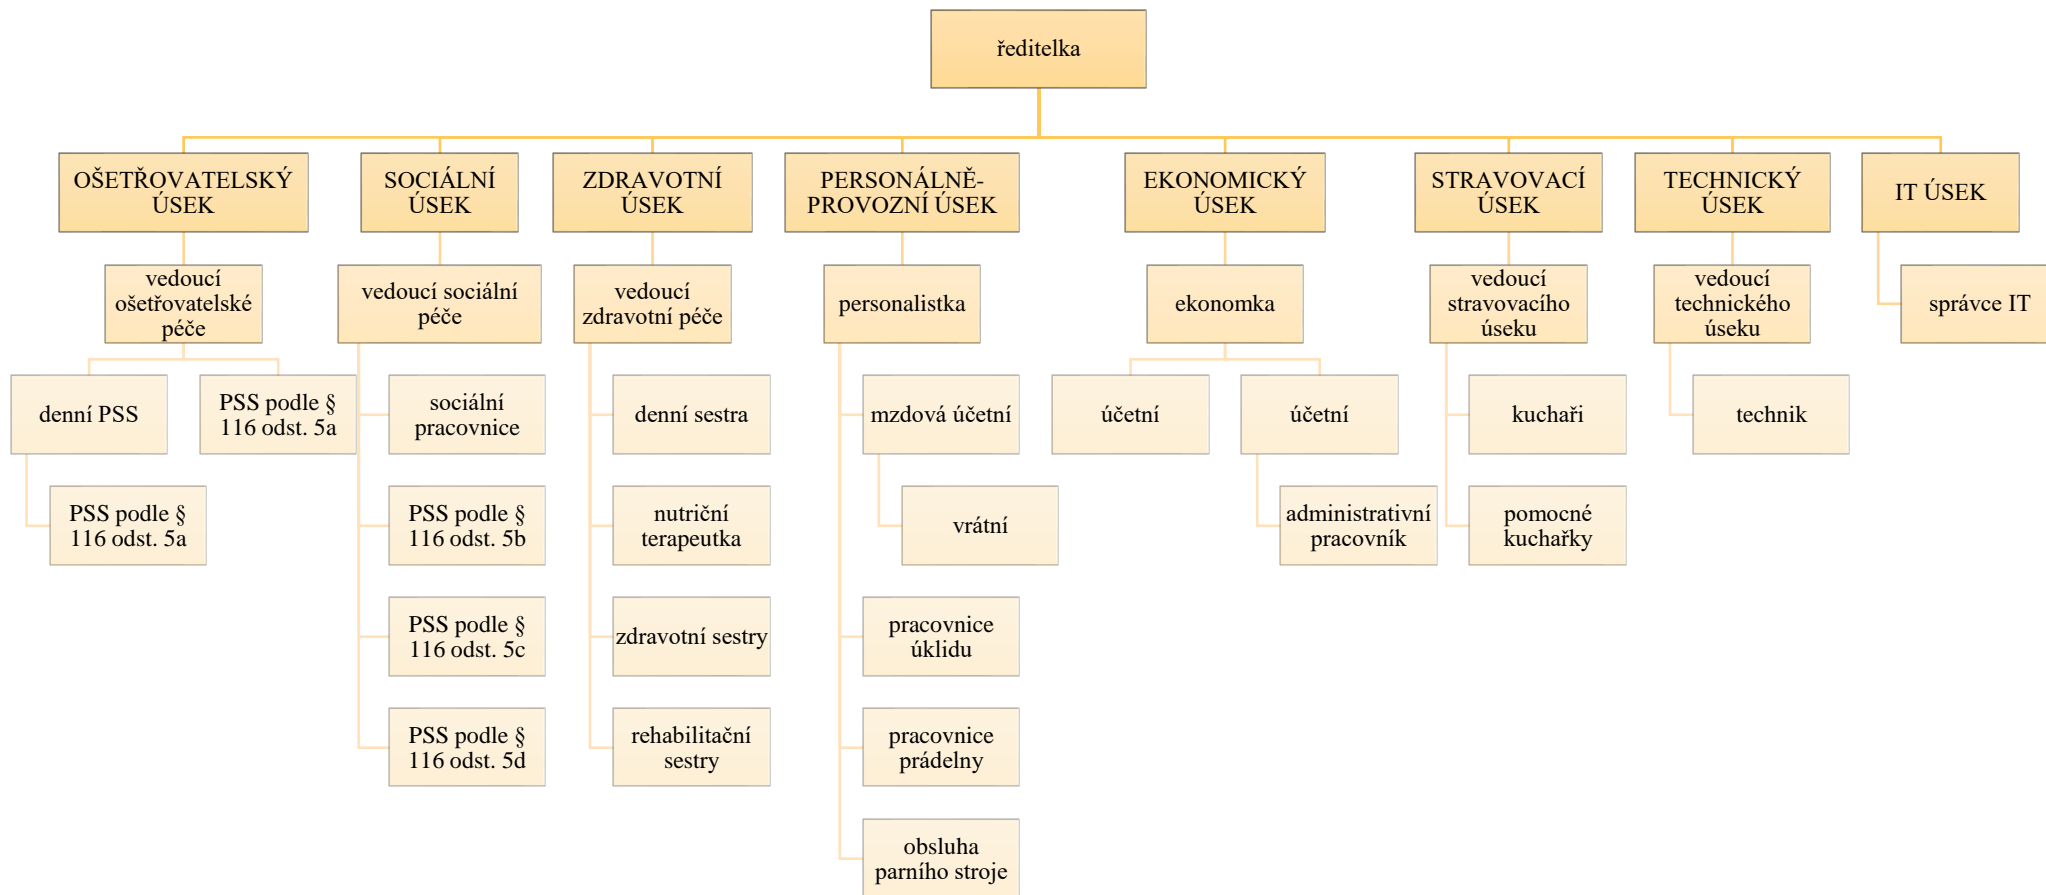 ředitelka
OŠETŘOVATELSKÝ
ÚSEK
SOCIÁLNÍ
ÚSEK
ZDRAVOTNÍ
ÚSEK
PERSONÁLNĚ-
PROVOZNÍ ÚSEK
EKONOMICKÝ
ÚSEK
STRAVOVACÍ
ÚSEK
TECHNICKÝ
ÚSEK
IT ÚSEK
vedoucí
ošetřovatelské
péče
vedoucí sociální
péče
vedoucí
zdravotní péče
personalistka
ekonomka
vedoucí
stravovacího
úseku
vedoucí
technického
úseku
správce IT
denní PSS
PSS podle §
116 odst. 5a
sociální
pracovnice
denní sestra
mzdová účetní
účetní
účetní
kuchaři
technik
PSS podle §
116 odst. 5a
PSS podle §
116 odst. 5b
nutriční
terapeutka
vrátní
administrativní
pracovník
pomocné
kuchařky
PSS podle §
116 odst. 5c
zdravotní sestry
pracovnice
úklidu
PSS podle §
116 odst. 5d
rehabilitační
sestry
pracovnice
prádelny
obsluha
parního stroje